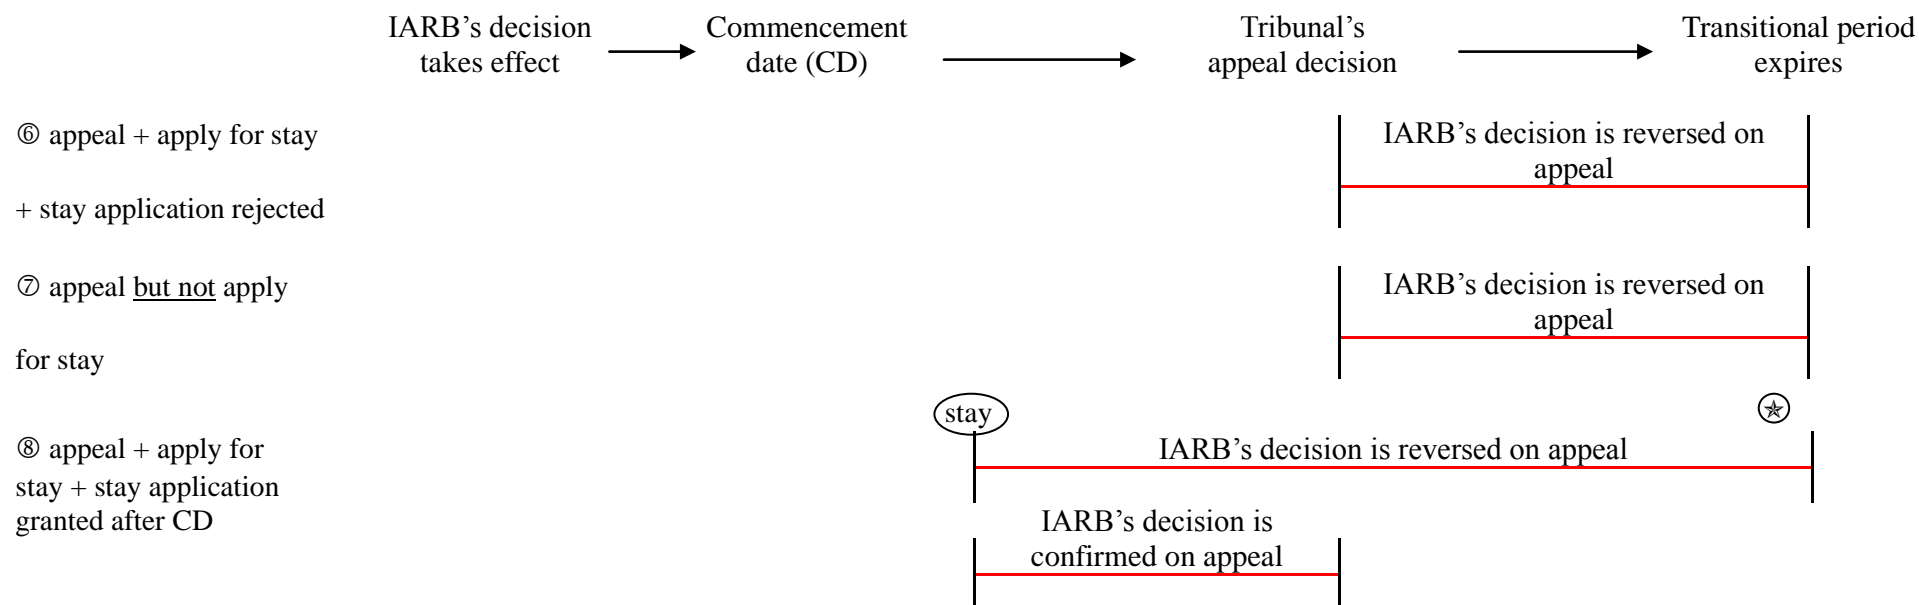 IARB’s decision
takes effect
Commencement
date (CD)
Tribunal’s
appeal decision
Transitional period
expires
⑥ appeal + apply for stay
+ stay application rejected
IARB’s decision is reversed on
appeal
⑦ appeal but not apply
for stay
IARB’s decision is reversed on
appeal
stay
⑧ appeal + apply for
stay + stay application
granted after CD
IARB’s decision is reversed on appeal
IARB’s decision is
confirmed on appeal